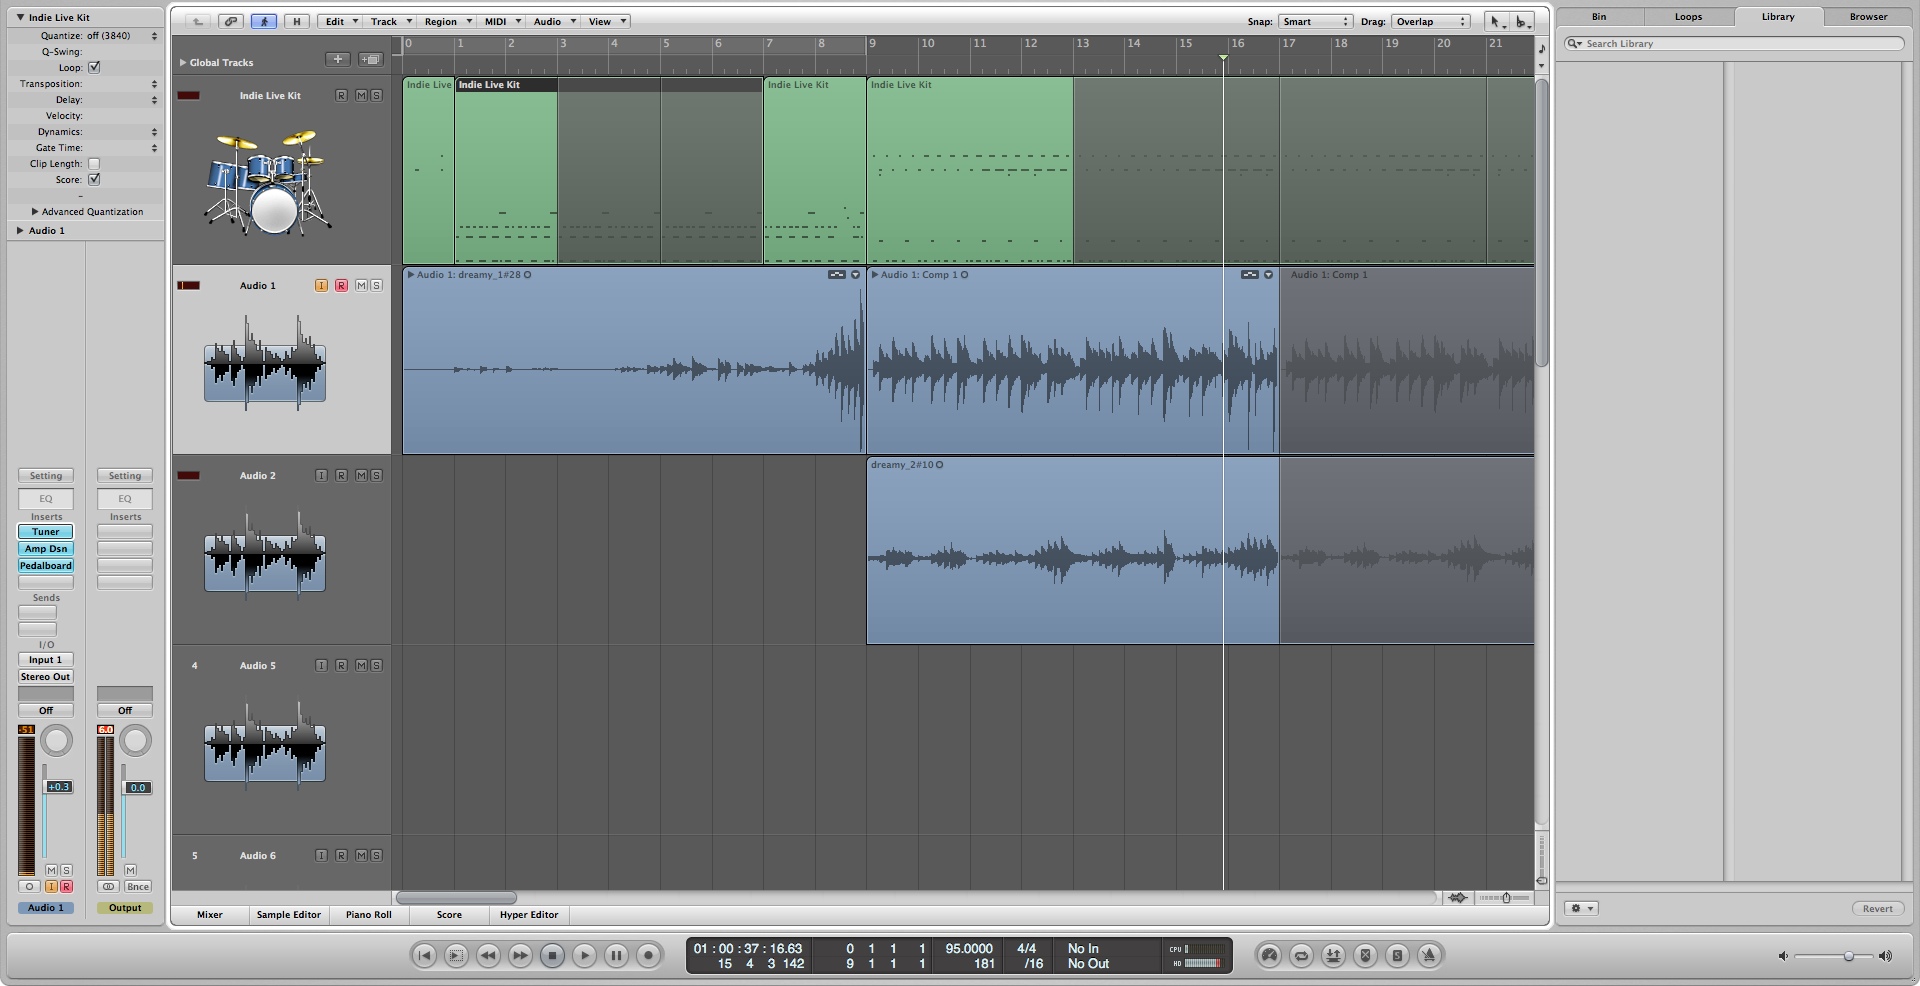 Indie Live Kit
Quantize: off (3840)
Q-Swing:
Loop:
Transposition:
Delay:
Velocity:
Dynamics:
Gate Time:
Clip Length:
Score:
–
Advanced Quantization
Audio 1
Setting Setting
EQ EQ
Inserts Inserts
Tuner
Amp Dsn
Pedalboard
Sends
I/O
Input 1
Stereo Out
Off Off
-51 6.0
+0.3 0.0
M S M
I R Bnce
Audio 1 Output
H Edit Track Region MIDI Audio View Snap: Smart Drag: Overlap
Global Tracks
0 1 2 3 4 5 6 7 8 9 10 11 12 13 14 15 16 17 18 19 20 21
Indie Live Kit R M S
Indie Live Indie Live Kit Indie Live Kit Indie Live Kit
Audio 1 I R M S
Audio 1: dreamy_1#28 Audio 1: Comp 1 Audio 1: Comp 1
Audio 2 I R M S
dreamy_2#10
4 Audio 5 I R M S
5 Audio 6 I R M S
Mixer Sample Editor Piano Roll Score Hyper Editor
01 : 00 : 37 : 16.63 0 1 1 1 95.0000 4/4 No In CPU
15 4 3 142 9 1 1 1 181 /16 No Out HD
S
Bin Loops Library Browser
Search Library
Revert